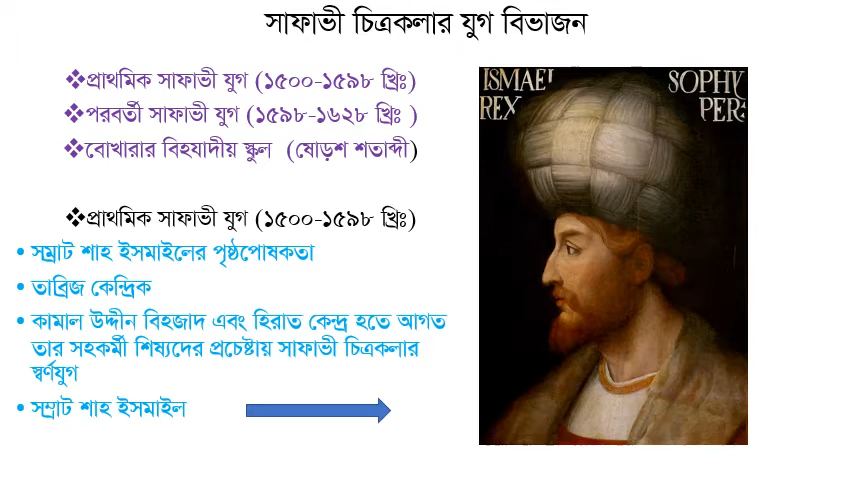 সাফাভী চিত্রকলার যুগ বিভাজন
❖প্রাথমিক সাফাভী যুগ (১৫০০-১৫৯৮ খ্রিঃ)
❖পরবর্তী সাফাভী যুগ (১৫৯৮-১৬২৮ খ্রিঃ )
❖বোখারার বিহযাদীয় স্কুল (ষোড়শ শতাব্দী)
❖প্রাথমিক সাফাভী যুগ (১৫০০-১৫৯৮ খ্রিঃ)
• সম্রাট শাহ ইসমাইলের পৃষ্ঠপোষকতা
• তাব্রিজ কেন্দ্রিক
• কামাল উদ্দীন বিহজাদ এবং হিরাত কেন্দ্র হতে আগত
তার সহকর্মী শিষ্যদের প্রচেষ্টায় সাফাভী চিত্রকলার
স্বর্ণযুগ
• সম্রাট শাহ ইসমাইল
ISMAEL SOPHY
REX PER